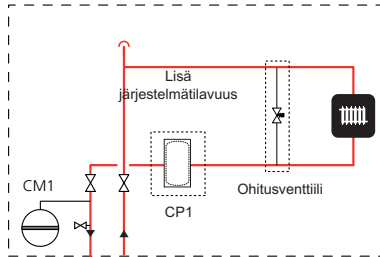 Lisä
järjestelmätilavuus
CM1
Ohitusventtiili
CP1